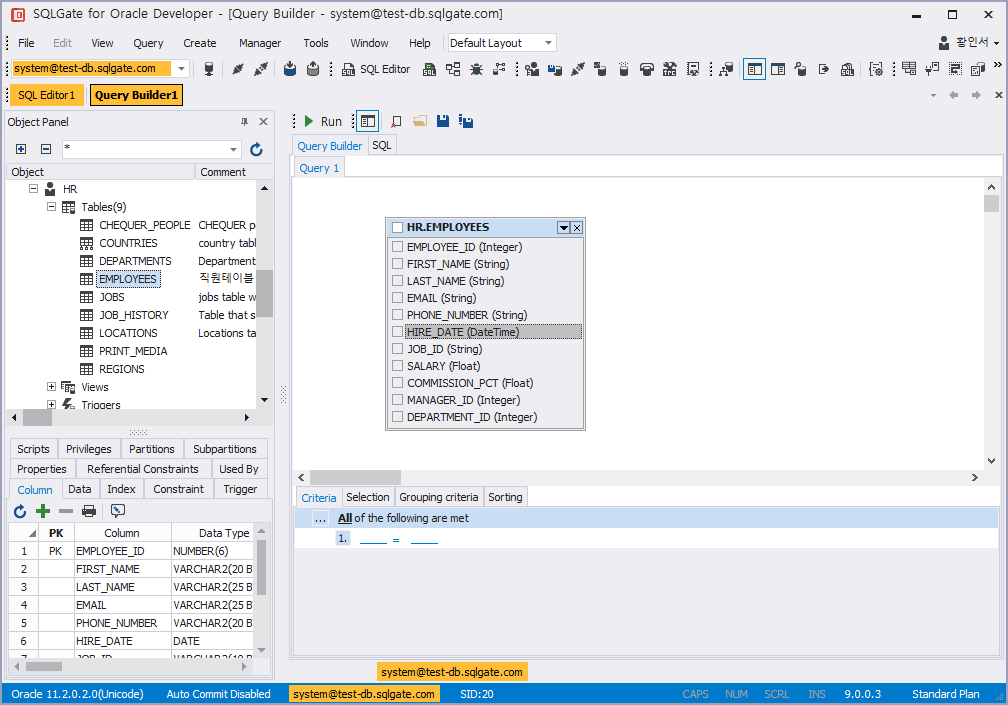 SQLGate for Oracle Developer - [Query Builder - system@test-db.sqlgate.com]
File Edit View Query Create Manager Tools Window Help Default Layout 황인서
system@test-db.sqlgate.com SQL Editor
SQL Editor1 Query Builder1
Object Panel
Run
*
Query Builder SQL
Object Comment
Query 1
HR
Tables(9)
CHEQUER_PEOPLE CHEQUER p
COUNTRIES country tabl
DEPARTMENTS Department
EMPLOYEES 직원테이블
JOBS jobs table w
JOB_HISTORY Table that s
LOCATIONS Locations ta
PRINT_MEDIA
REGIONS
Views
Triggers
HR.EMPLOYEES
EMPLOYEE_ID (Integer)
FIRST_NAME (String)
LAST_NAME (String)
EMAIL (String)
PHONE_NUMBER (String)
HIRE_DATE (DateTime)
JOB_ID (String)
SALARY (Float)
COMMISSION_PCT (Float)
MANAGER_ID (Integer)
DEPARTMENT_ID (Integer)
Scripts Privileges Partitions Subpartitions
Properties Referential Constraints Used By
Column Data Index Constraint Trigger
PK Column Data Type
1 PK EMPLOYEE_ID NUMBER(6)
2 FIRST_NAME VARCHAR2(20 B
3 LAST_NAME VARCHAR2(25 B
4 EMAIL VARCHAR2(25 B
5 PHONE_NUMBER VARCHAR2(20 B
6 HIRE_DATE DATE
Criteria Selection Grouping criteria Sorting
... All of the following are met
1. _____ = _____
system@test-db.sqlgate.com
Oracle 11.2.0.2.0(Unicode) Auto Commit Disabled system@test-db.sqlgate.com SID:20 CAPS NUM SCRL INS 9.0.0.3 Standard Plan